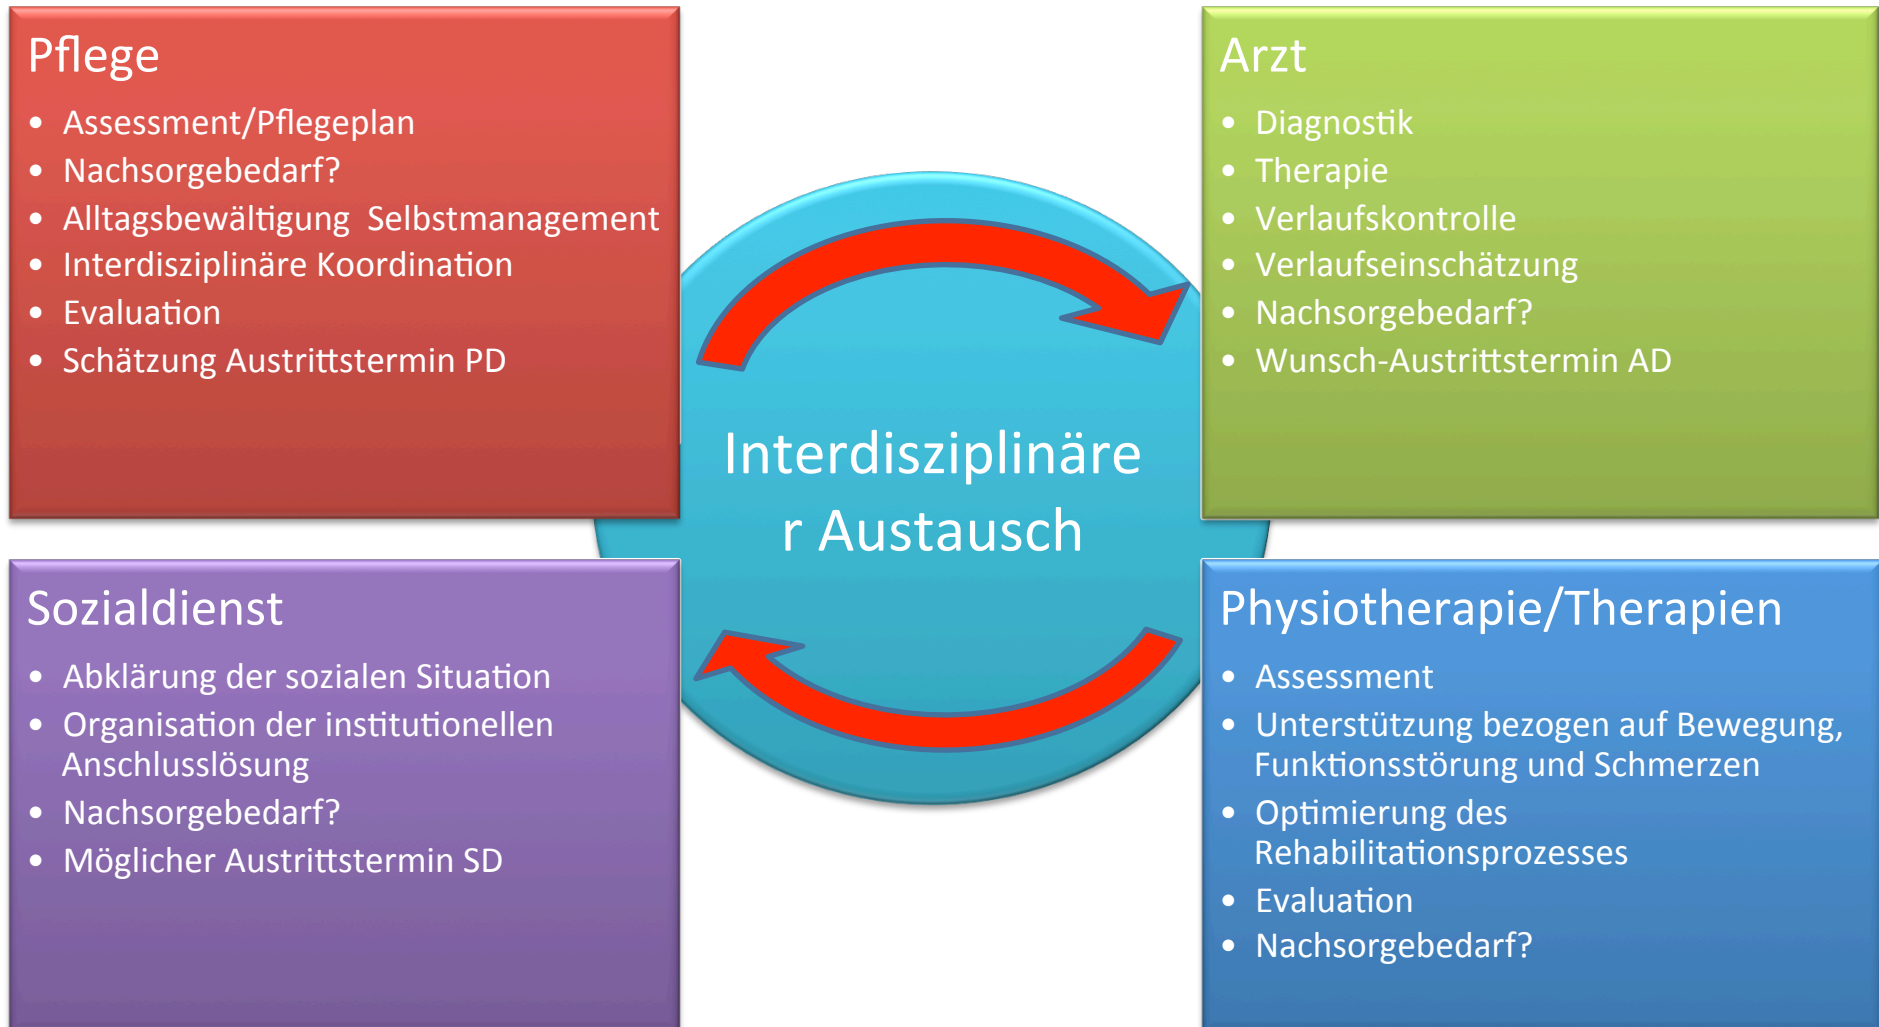 Pflege
• Assessment/Pflegeplan
• Nachsorgebedarf?
• Alltagsbewältigung  Selbstmanagement
• Interdisziplinäre Koordination
• Evaluation
• Schätzung Austrittstermin PD
Arzt
• Diagnostik
• Therapie
• Verlaufskontrolle
• Verlaufseinschätzung
• Nachsorgebedarf?
• Wunsch-Austrittstermin AD
Interdisziplinäre
r Austausch
Sozialdienst
• Abklärung der sozialen Situation
• Organisation der institutionellen
Anschlusslösung
• Nachsorgebedarf?
• Möglicher Austrittstermin SD
Physiotherapie/Therapien
• Assessment
• Unterstützung bezogen auf Bewegung,
Funktionsstörung und Schmerzen
• Optimierung des
Rehabilitationsprozesses
• Evaluation
• Nachsorgebedarf?